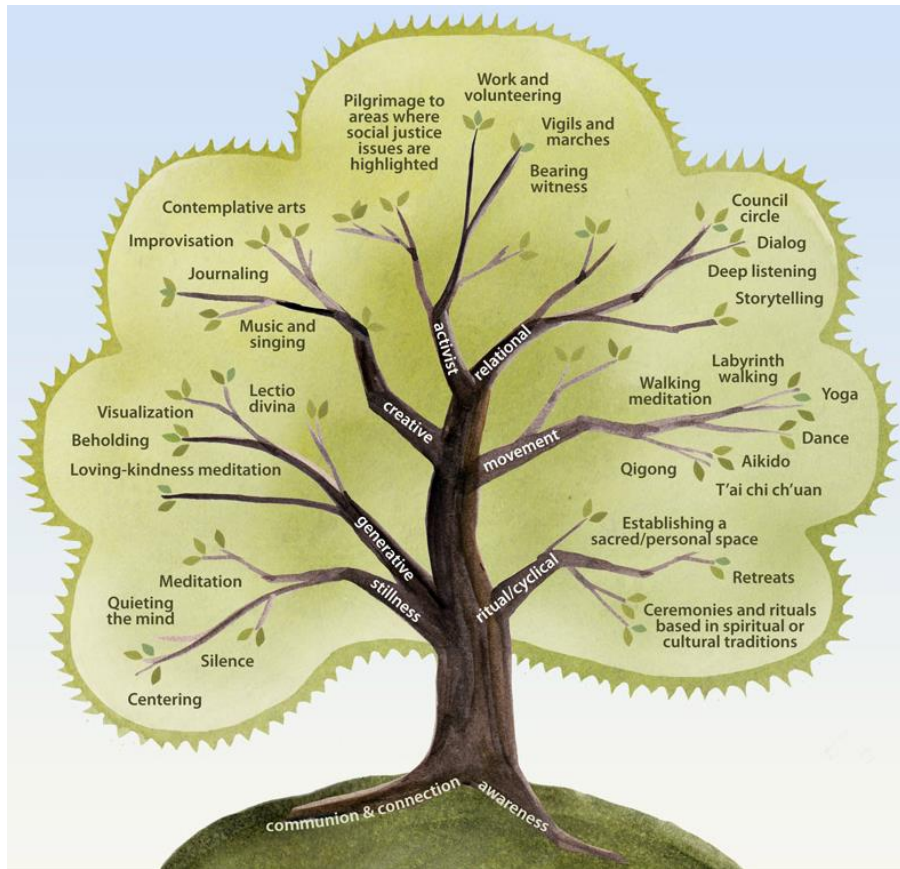 Work and
volunteering
Pilgrimage to
areas where
social justice
issues are
highlighted
Vigils and
marches
Bearing
witness
Council
circle
Dialog
Deep listening
Storytelling
Contemplative arts
Improvisation
Journaling
Music and
singing
activist
relational
creative
movement
Walking
meditation
Labyrinth
walking
Yoga
Dance
Aikido
Qigong
T'ai chi ch'uan
Lectio
divina
Visualization
Beholding
Loving-kindness meditation
generative
stillness
ritual/cyclical
Establishing a
sacred/personal space
Retreats
Ceremonies and rituals
based in spiritual or
cultural traditions
Meditation
Quieting
the mind
Silence
Centering
communion & connection
awareness